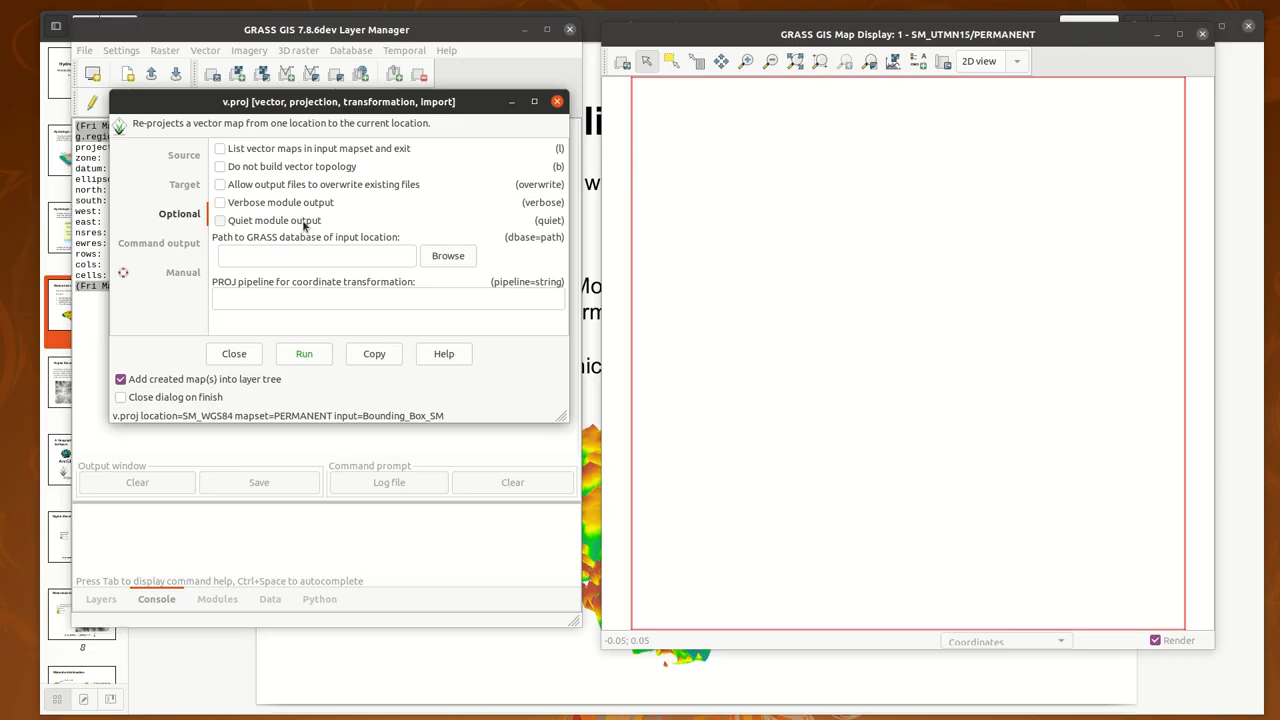 GRASS GIS 7.8.6dev Layer Manager
File Settings Raster Vector Imagery 3D raster Database Temporal Help
v.proj [vector, projection, transformation, import]
Re-projects a vector map from one location to the current location.
Source
Target
Optional
Command output
Manual
List vector maps in input mapset and exit (l)
Do not build vector topology (b)
Allow output files to overwrite existing files (overwrite)
Verbose module output (verbose)
Quiet module output (quiet)
Path to GRASS database of input location: (dbase=path)
Browse
PROJ pipeline for coordinate transformation: (pipeline=string)
Close Run Copy Help
Add created map(s) into layer tree
Close dialog on finish
v.proj location=SM_WGS84 mapset=PERMANENT input=Bounding_Box_SM
(Fri Ma
g.regio
project
zone:
datum:
ellipso
north:
south:
west:
east:
nsres:
ewres:
rows:
cols:
cells:
(Fri Ma
Output window Command prompt
Clear Save Log file Clear
Press Tab to display command help, Ctrl+Space to autocomplete
Layers Console Modules Data Python
8
GRASS GIS Map Display: 1 - SM_UTMN15/PERMANENT
2D view
-0.05; 0.05
Coordinates
Render